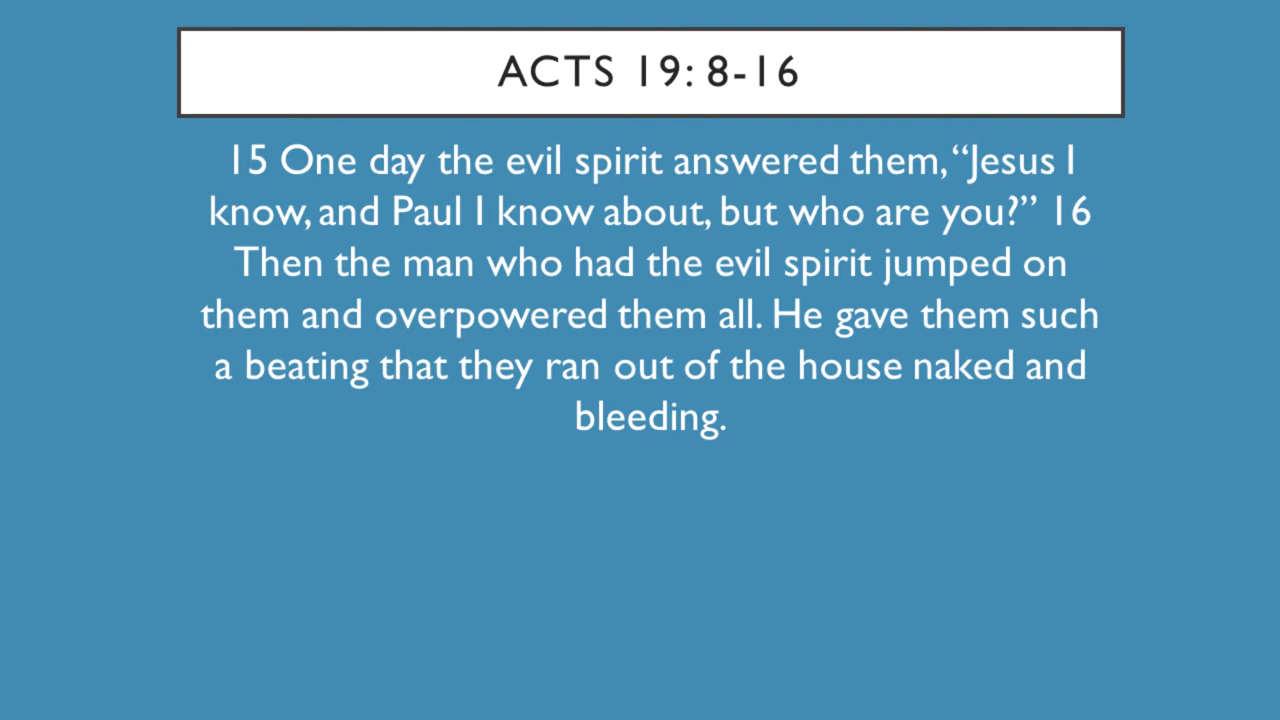 ACTS 19: 8-16
15 One day the evil spirit answered them, “Jesus I
know, and Paul I know about, but who are you?” 16
Then the man who had the evil spirit jumped on
them and overpowered them all. He gave them such
a beating that they ran out of the house naked and
bleeding.